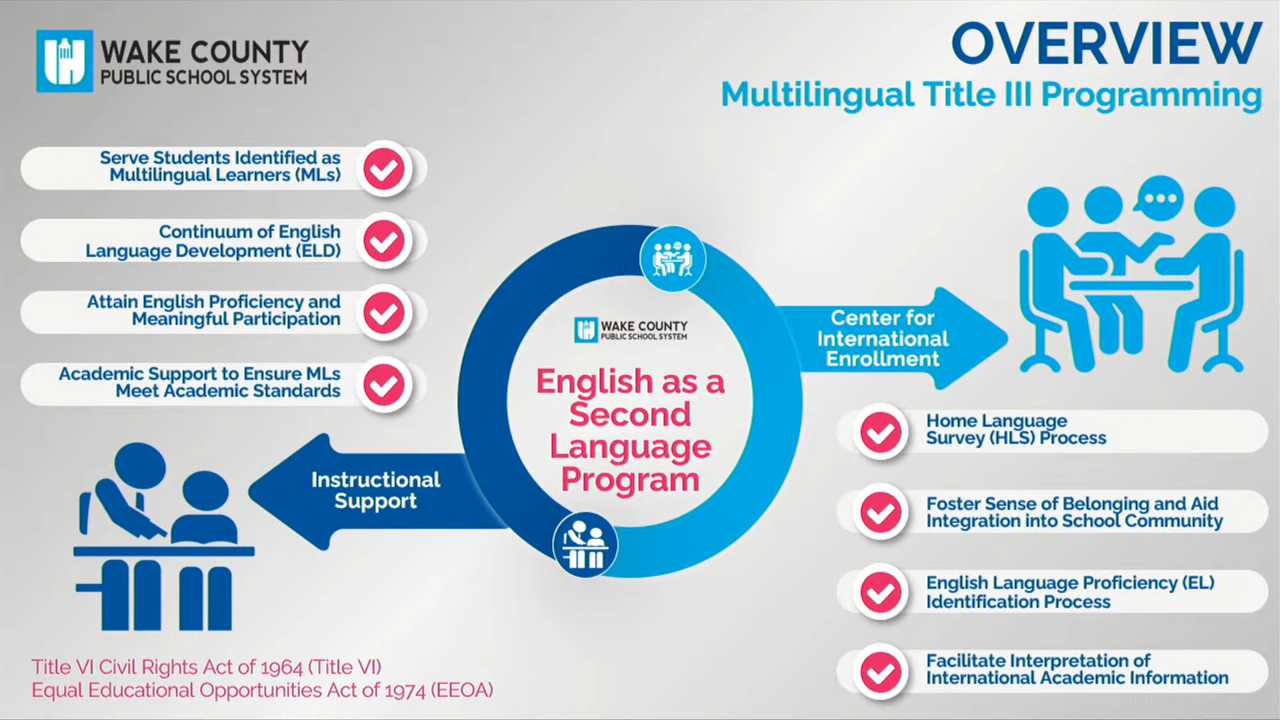 WAKE COUNTY
PUBLIC SCHOOL SYSTEM
OVERVIEW
Multilingual Title III Programming
Serve Students Identified as
Multilingual Learners (MLs)
Continuum of English
Language Development (ELD)
Attain English Proficiency and
Meaningful Participation
Academic Support to Ensure MLs
Meet Academic Standards
Instructional
Support
WAKE COUNTY
PUBLIC SCHOOL SYSTEM
English as a
Second
Language
Program
Center for
International
Enrollment
Home Language
Survey (HLS) Process
Foster Sense of Belonging and Aid
Integration into School Community
English Language Proficiency (EL)
Identification Process
Facilitate Interpretation of
International Academic Information
Title VI Civil Rights Act of 1964 (Title VI)
Equal Educational Opportunities Act of 1974 (EEOA)